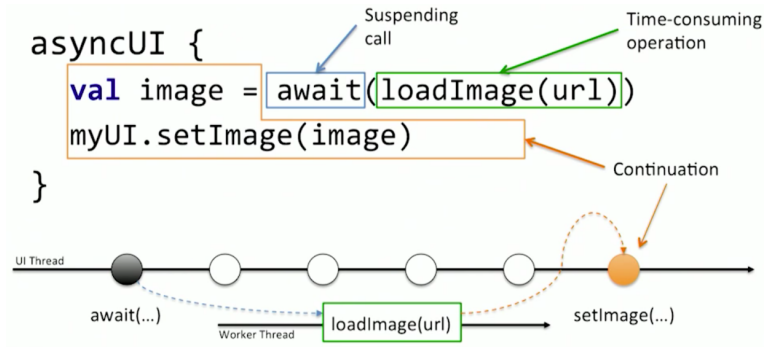 Suspending
call
Time-consuming
operation
asyncUI {
val image = await(loadImage(url))
myUI.setImage(image)
}
Continuation
UI Thread
await(...)
loadImage(url)
setImage(...)
Worker Thread